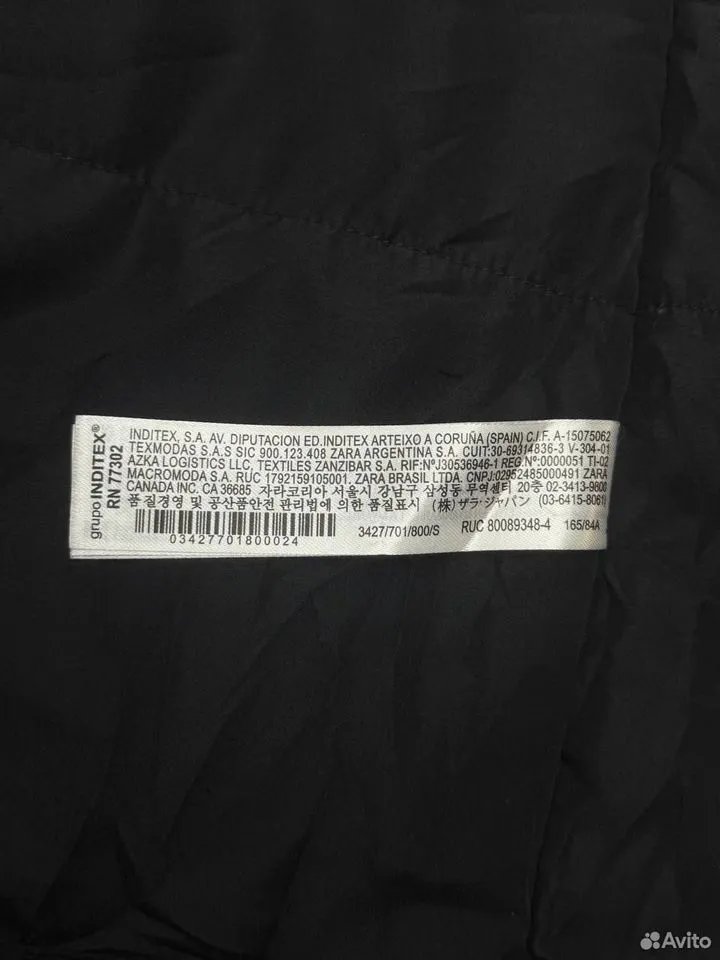 grupo INDITEX®
RN 77302
INDITEX, S.A. AV. DIPUTACION ED.INDITEX ARTEIXO A CORUÑA (SPAIN) C.I.F. A-15075062
TEXMODAS S.A.S SIC 900.123.408 ZARA ARGENTINA S.A. CUIT:30-69314836-3 V-304-01
AZKA LOGISTICS LLC, TEXTILES ZANZIBAR S.A. RIF:NºJ30536946-1 REG.Nº:0000051 TI-02
MACROMODA S.A. RUC 1792159105001. ZARA BRASIL LTDA. CNPJ:02952485000491 ZARA
CANADA INC. CA 36685 자라코리아 서울시 강남구 삼성동 무역센터 20층 02-3413-9800
품질경영 및 공산품안전 관리법에 의한 품질표시 (株) ザラ・ジャパン (03-6415-8061)
03427701800024
3427/701/800/S RUC 80089348-4 165/84A
Avito